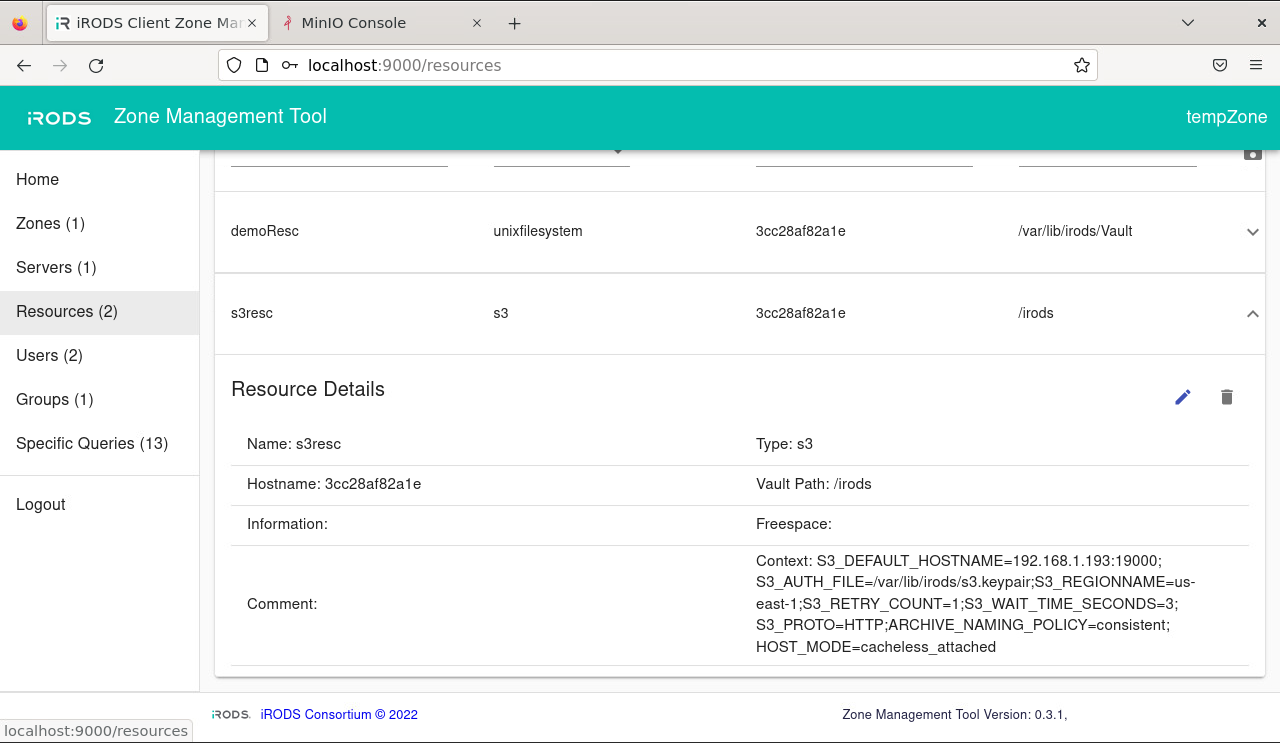 iRODS Client Zone Mar
MinIO Console
localhost:9000/resources
iRODS Zone Management Tool tempZone
Home
Zones (1)
Servers (1)
Resources (2)
Users (2)
Groups (1)
Specific Queries (13)
Logout
demoResc unixfilesystem 3cc28af82a1e /var/lib/irods/Vault
s3resc s3 3cc28af82a1e /irods
Resource Details
Name: s3resc Type: s3
Hostname: 3cc28af82a1e Vault Path: /irods
Information: Freespace:
Comment:
Context: S3_DEFAULT_HOSTNAME=192.168.1.193:19000;
S3_AUTH_FILE=/var/lib/irods/s3.keypair;S3_REGIONNAME=us-
east-1;S3_RETRY_COUNT=1;S3_WAIT_TIME_SECONDS=3;
S3_PROTO=HTTP;ARCHIVE_NAMING_POLICY=consistent;
HOST_MODE=cacheless_attached
iRODS. iRODS Consortium © 2022 Zone Management Tool Version: 0.3.1,
localhost:9000/resources